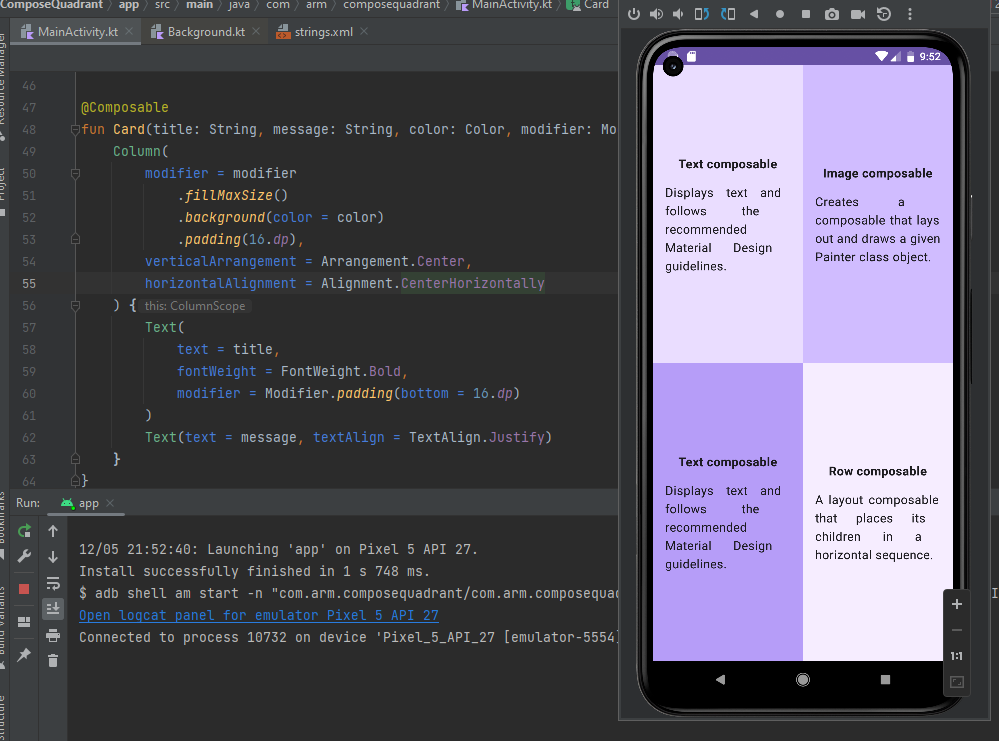 ComposeQuadrant > app > src > main > java > com > arm > composequadrant > MainActivity.kt > Card
MainActivity.kt × Background.kt × strings.xml ×
Resource Manager
Project
46
47 @Composable
48 fun Card(title: String, message: String, color: Color, modifier: Mo
49 Column(
50 modifier = modifier
51 .fillMaxSize()
52 .background(color = color)
53 .padding(16.dp),
54 verticalArrangement = Arrangement.Center,
55 horizontalAlignment = Alignment.CenterHorizontally
56 ) { this: ColumnScope
57 Text(
58 text = title,
59 fontWeight = FontWeight.Bold,
60 modifier = Modifier.padding(bottom = 16.dp)
61 )
62 Text(text = message, textAlign = TextAlign.Justify)
63 }
64 }
Run: app ×
Bookmarks
Build Variants
Structure
12/05 21:52:40: Launching 'app' on Pixel 5 API 27.
Install successfully finished in 1 s 748 ms.
$ adb shell am start -n "com.arm.composequadrant/com.arm.composequad
Open logcat panel for emulator Pixel 5 API 27
Connected to process 10732 on device 'Pixel_5_API_27 [emulator-5554]
9:52
Text composable
Displays text and
follows the
recommended
Material Design
guidelines.
Image composable
Creates a
composable that lays
out and draws a given
Painter class object.
Text composable
Displays text and
follows the
recommended
Material Design
guidelines.
Row composable
A layout composable
that places its
children in a
horizontal sequence.
1:1